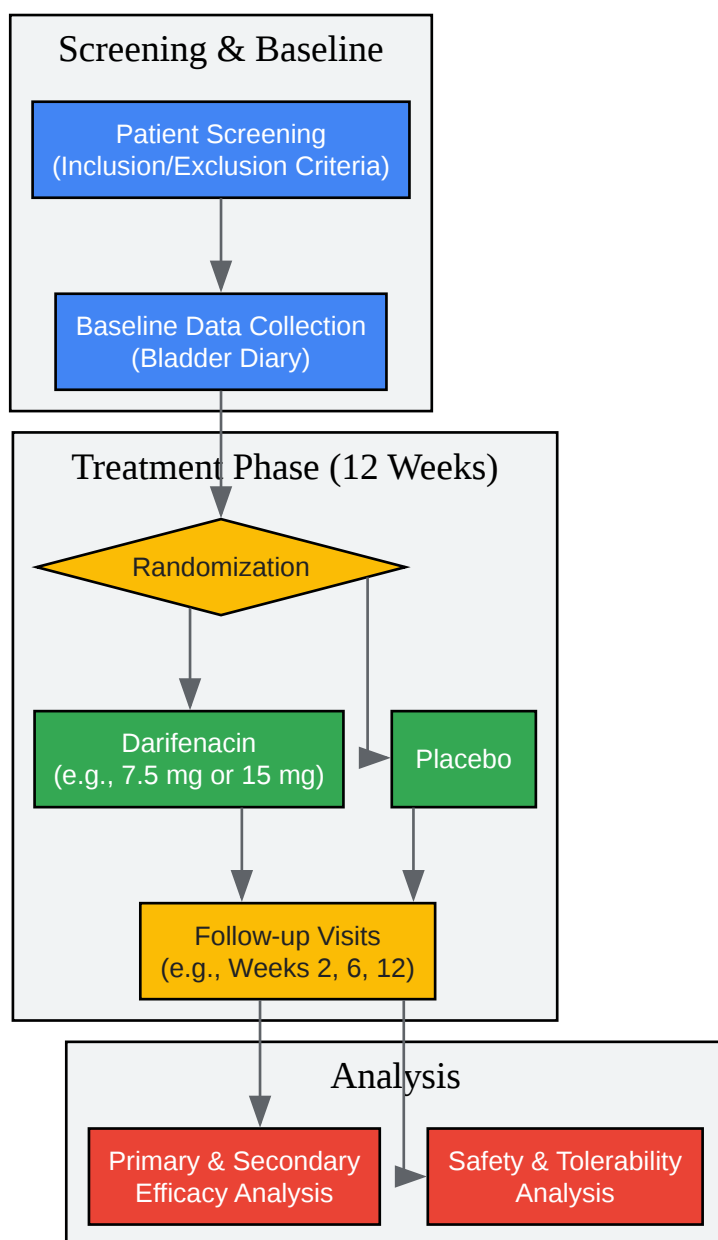 Screening & Baseline
Patient Screening
(Inclusion/Exclusion Criteria)
Baseline Data Collection
(Bladder Diary)
Treatment Phase (12 Weeks)
Randomization
Darifenacin
(e.g., 7.5 mg or 15 mg)
Placebo
Follow-up Visits
(e.g., Weeks 2, 6, 12)
Analysis
Primary & Secondary
Efficacy Analysis
Safety & Tolerability
Analysis